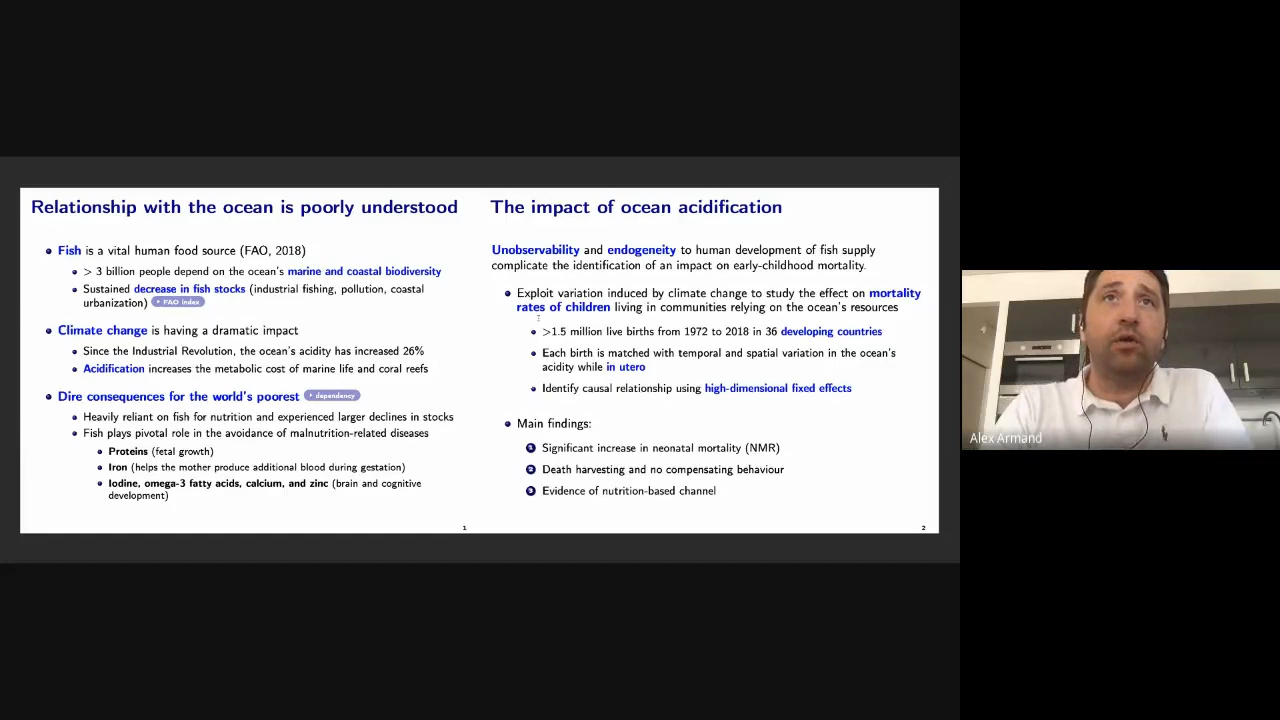 Relationship with the ocean is poorly understood
Fish is a vital human food source (FAO, 2018)
> 3 billion people depend on the ocean's marine and coastal biodiversity
Sustained decrease in fish stocks (industrial fishing, pollution, coastal
urbanization) FAO index
Climate change is having a dramatic impact
Since the Industrial Revolution, the ocean's acidity has increased 26%
Acidification increases the metabolic cost of marine life and coral reefs
Dire consequences for the world's poorest dependency
Heavily reliant on fish for nutrition and experienced larger declines in stocks
Fish plays pivotal role in the avoidance of malnutrition-related diseases
Proteins (fetal growth)
Iron (helps the mother produce additional blood during gestation)
Iodine, omega-3 fatty acids, calcium, and zinc (brain and cognitive
development)
1
The impact of ocean acidification
Unobservability and endogeneity to human development of fish supply
complicate the identification of an impact on early-childhood mortality.
Exploit variation induced by climate change to study the effect on mortality
rates of children living in communities relying on the ocean's resources
>1.5 million live births from 1972 to 2018 in 36 developing countries
Each birth is matched with temporal and spatial variation in the ocean's
acidity while in utero
Identify causal relationship using high-dimensional fixed effects
Main findings:
1 Significant increase in neonatal mortality (NMR)
2 Death harvesting and no compensating behaviour
3 Evidence of nutrition-based channel
2
Alex Armand